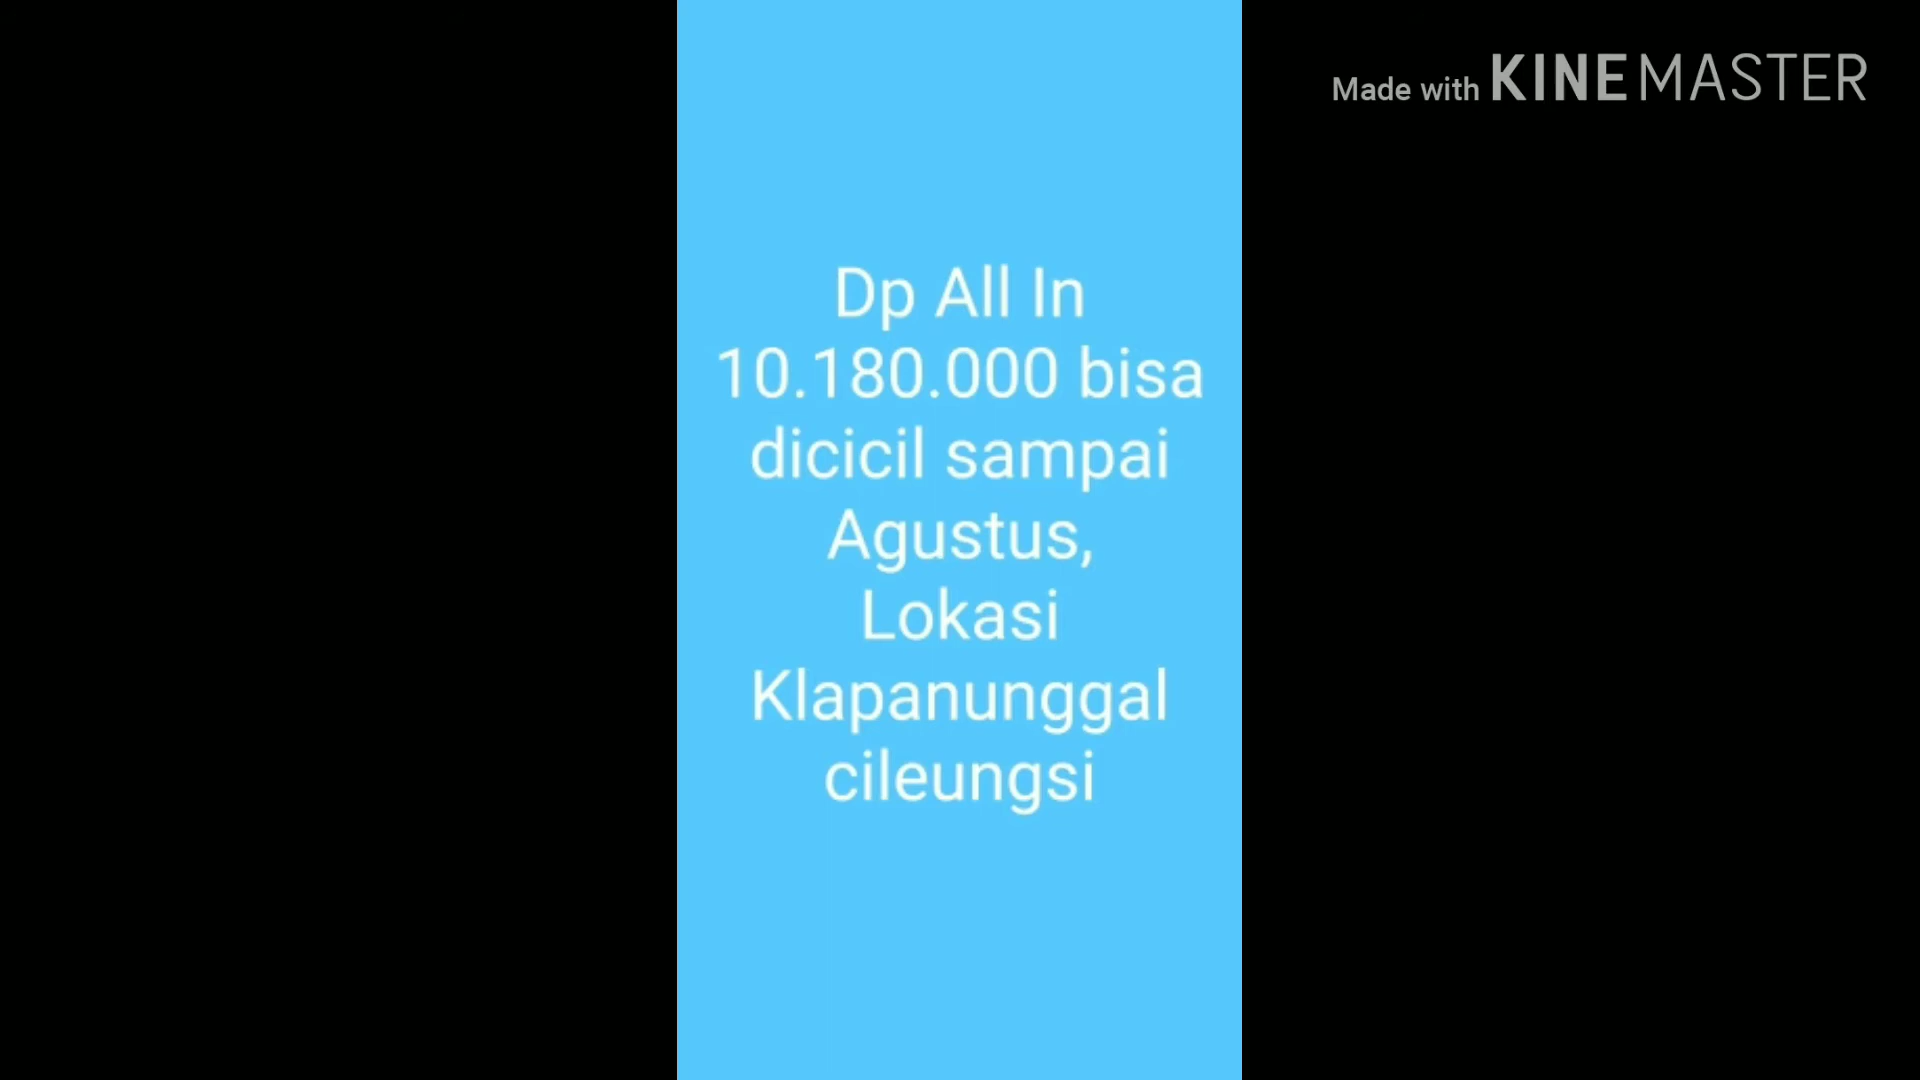 Made with KINEMASTER
Dp All In
10.180.000 bisa
dicicil sampai
Agustus,
Lokasi
Klapanunggal
cileungsi